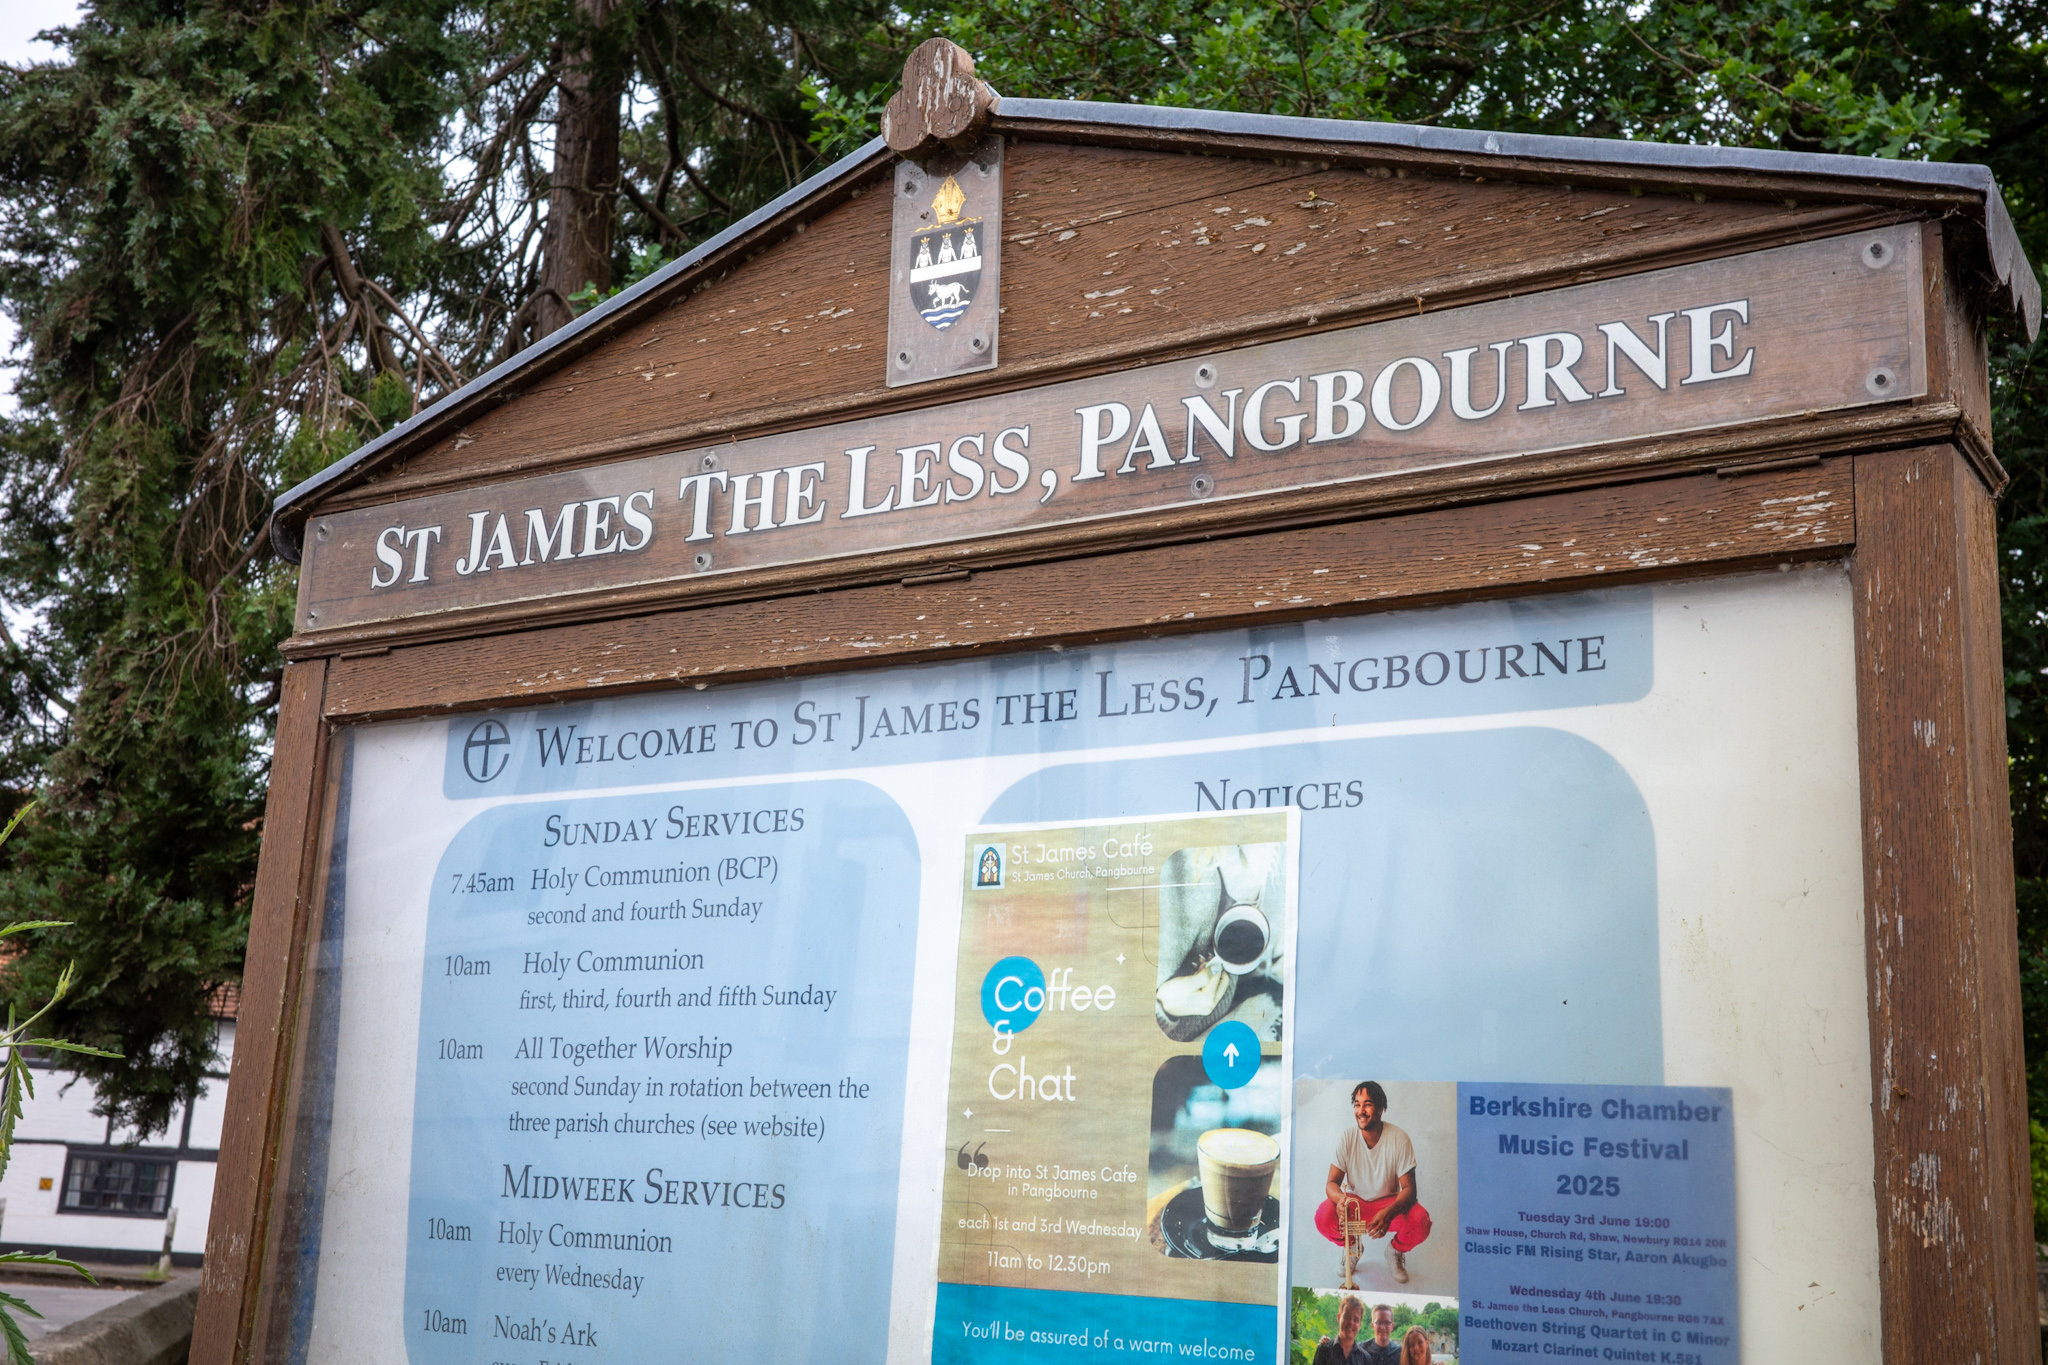 ST JAMES THE LESS, PANGBOURNE
WELCOME TO ST JAMES THE LESS, PANGBOURNE
SUNDAY SERVICES
7.45am Holy Communion (BCP)
second and fourth Sunday
10am Holy Communion
first, third, fourth and fifth Sunday
10am All Together Worship
second Sunday in rotation between the
three parish churches (see website)
MIDWEEK SERVICES
10am Holy Communion
every Wednesday
10am Noah's Ark
NOTICES
St James Café
St James Church, Pangbourne
Coffee
&
Chat
Drop into St James Cafe
in Pangbourne
each 1st and 3rd Wednesday
11am to 12.30pm
You'll be assured of a warm welcome
Berkshire Chamber
Music Festival
2025
Tuesday 3rd June 19:00
Shaw House, Church Rd, Shaw, Newbury RG14 2DR
Classic FM Rising Star, Aaron Akugbo
Wednesday 4th June 19:30
St. James the Less Church, Pangbourne RG8 7AX
Beethoven String Quartet in C Minor
Mozart Clarinet Quintet K.581